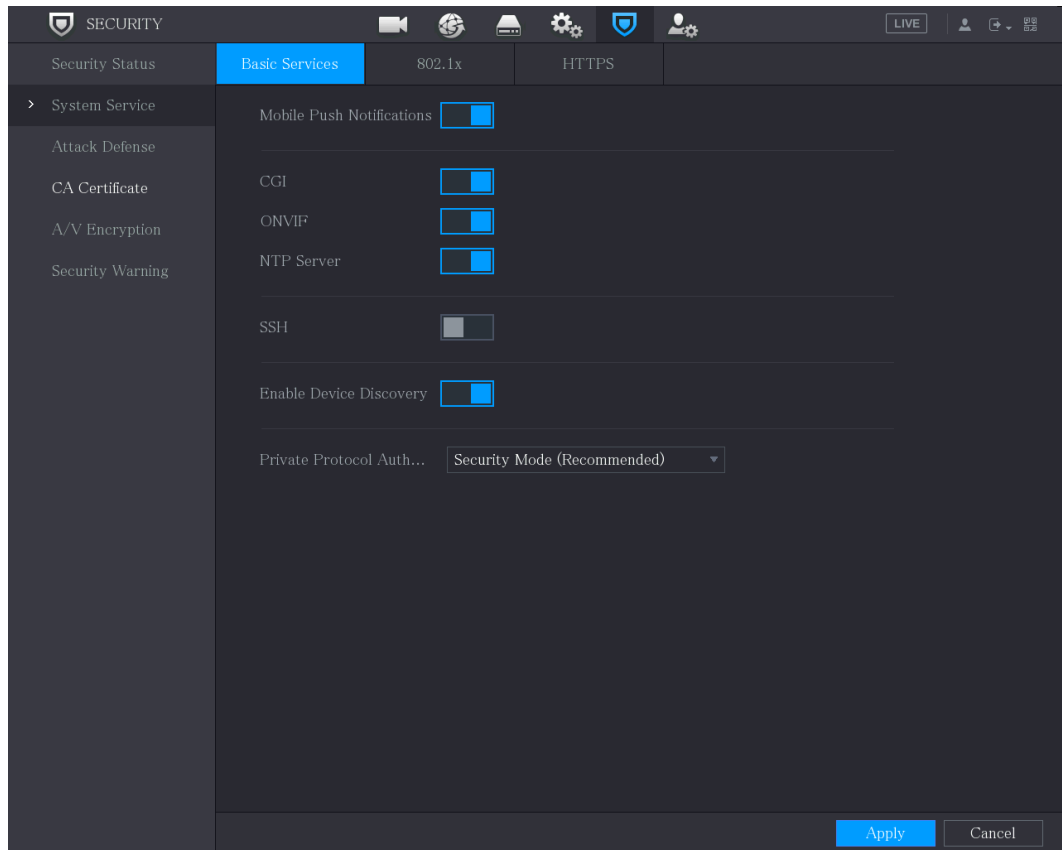 SECURITY
LIVE
Security Status
System Service
Attack Defense
CA Certificate
A/V Encryption
Security Warning
Basic Services
802.1x
HTTPS
Mobile Push Notifications
CGI
ONVIF
NTP Server
SSH
Enable Device Discovery
Private Protocol Auth... Security Mode (Recommended)
Apply
Cancel